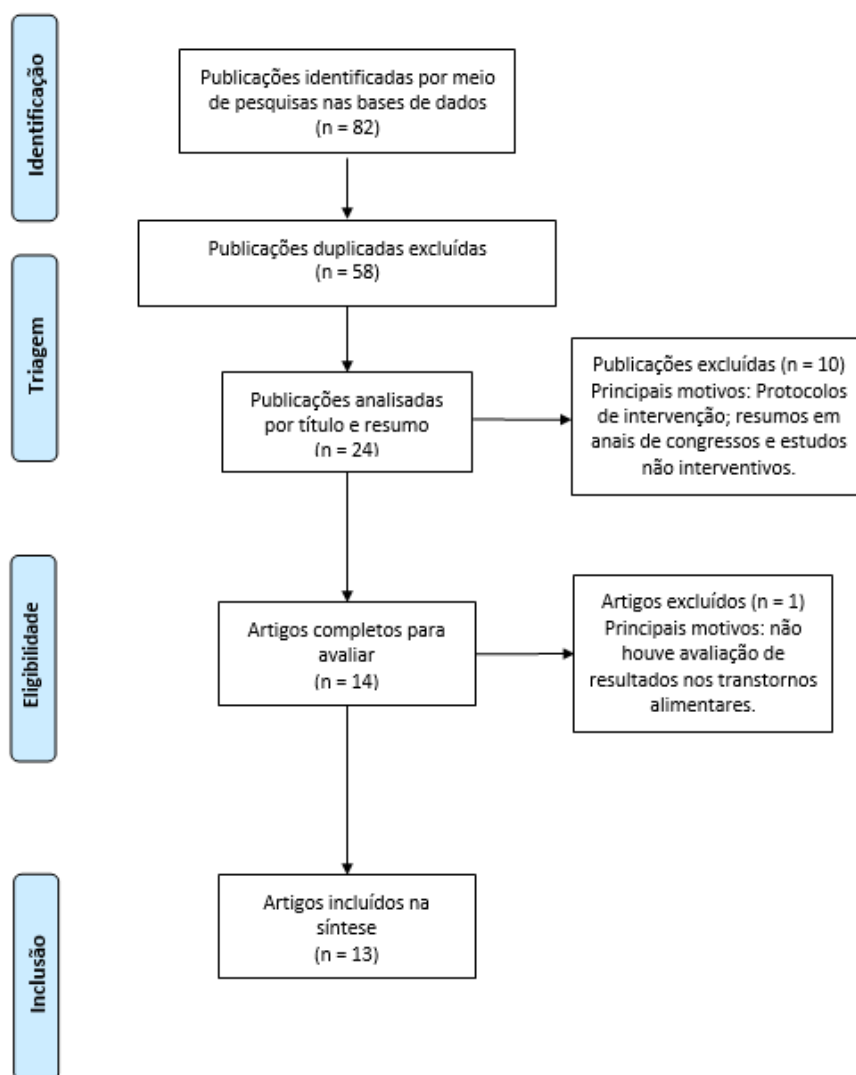 Identificação
Publicações identificadas por meio
de pesquisas nas bases de dados
(n = 82)
Publicações duplicadas excluídas
(n = 58)
Triagem
Publicações analisadas
por título e resumo
(n = 24)
Publicações excluídas (n = 10)
Principais motivos: Protocolos
de intervenção; resumos em
anais de congressos e estudos
não interventivos.
Eligibilidade
Artigos completos para
avaliar
(n = 14)
Artigos excluídos (n = 1)
Principais motivos: não
houve avaliação de
resultados nos transtornos
alimentares.
Inclusão
Artigos incluídos na
síntese
(n = 13)